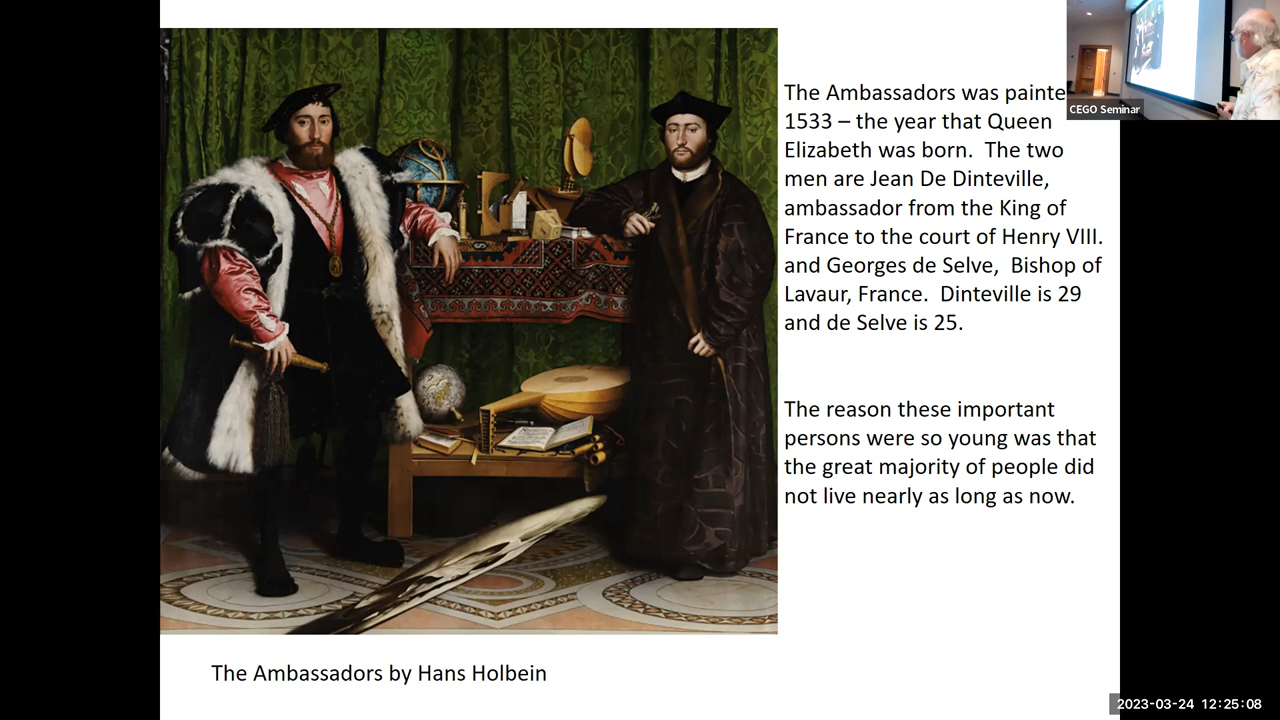 The Ambassadors was painte
1533 – the year that Queen
Elizabeth was born. The two
men are Jean De Dinteville,
ambassador from the King of
France to the court of Henry VIII.
and Georges de Selve, Bishop of
Lavaur, France. Dinteville is 29
and de Selve is 25.
The reason these important
persons were so young was that
the great majority of people did
not live nearly as long as now.
The Ambassadors by Hans Holbein
CEGO Seminar
2023-03-24 12:25:08